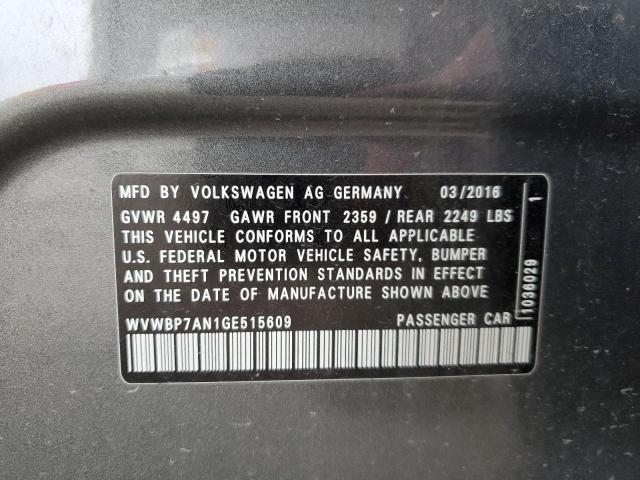 MFD BY VOLKSWAGEN AG GERMANY 03/2016
GVWR 4497 GAWR FRONT 2359 / REAR 2249 LBS
THIS VEHICLE CONFORMS TO ALL APPLICABLE
U.S. FEDERAL MOTOR VEHICLE SAFETY, BUMPER
AND THEFT PREVENTION STANDARDS IN EFFECT
ON THE DATE OF MANUFACTURE SHOWN ABOVE
WVWBP7AN1GE515609 PASSENGER CAR
1036029 1